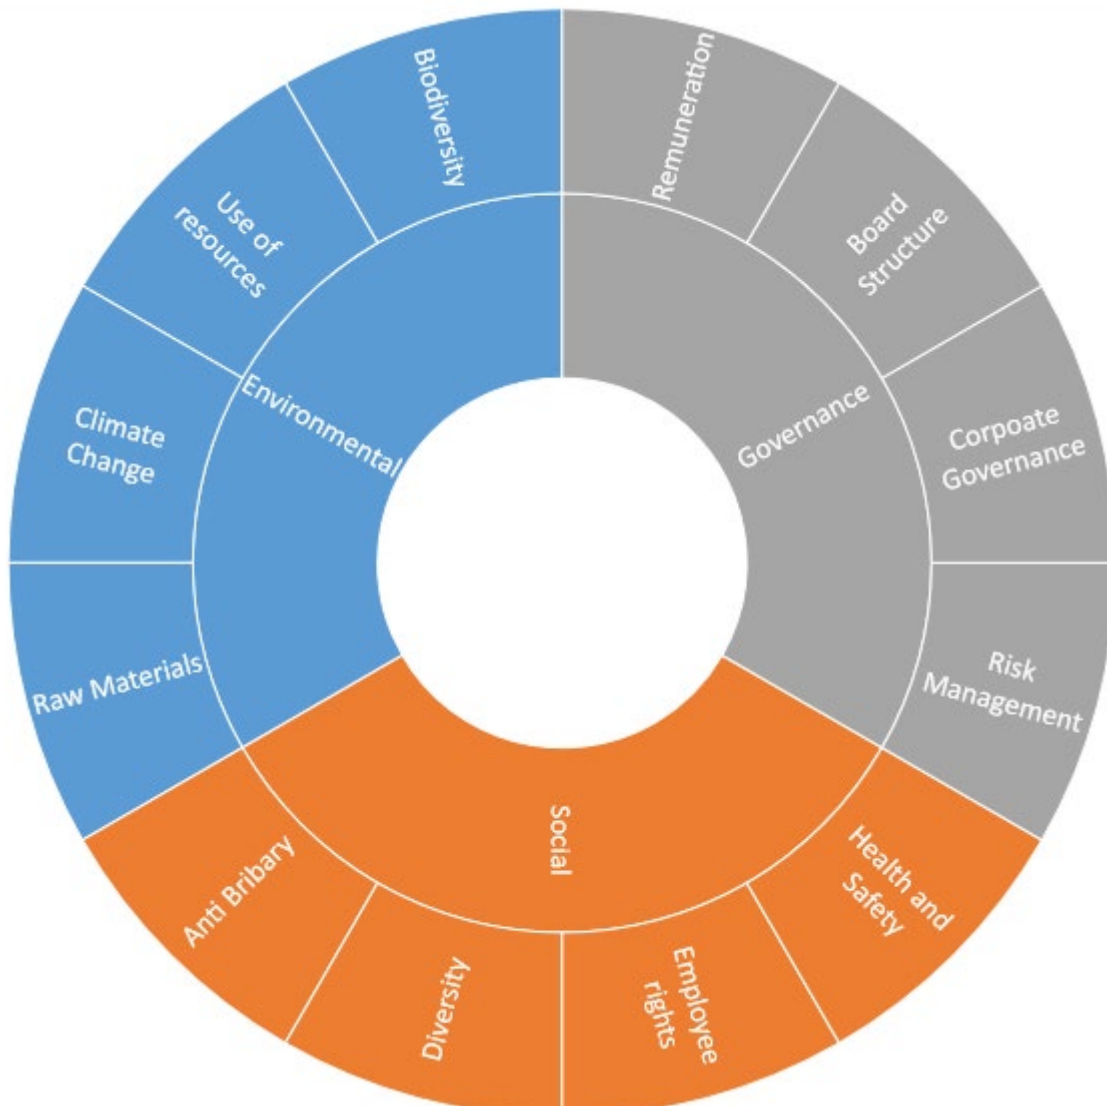 Biodiversity
Remuneration
Use of
resources
Board
Structure
Environmental
Governance
Climate
Change
Corpoate
Governance
Raw Materials
Risk
Management
Social
Anti Bribary
Health and
Safety
Diversity
Employee
rights